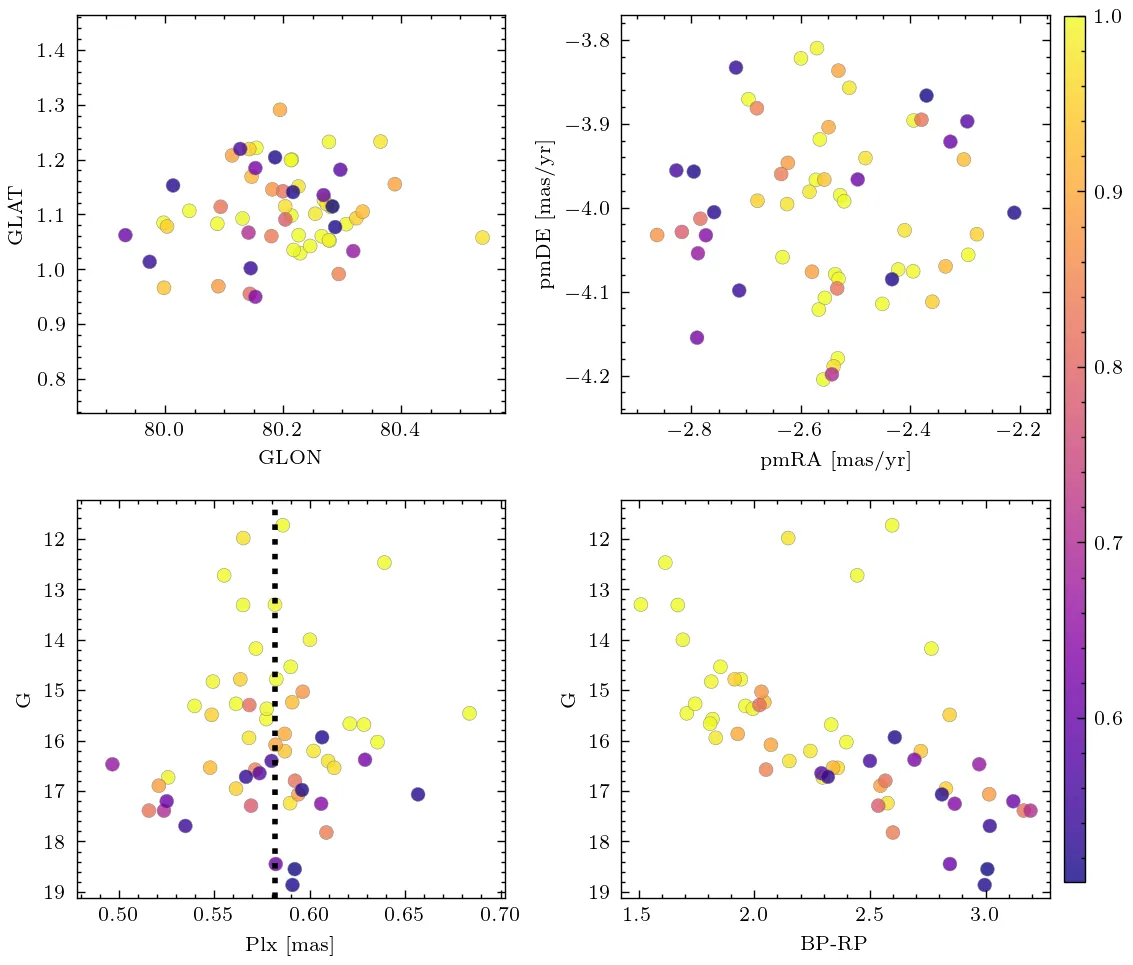 1.4
1.3
1.2
1.1
1.0
0.9
0.8
GLAT
80.0 80.2 80.4
GLON
−3.8
−3.9
−4.0
−4.1
−4.2
pmDE [mas/yr]
−2.8 −2.6 −2.4 −2.2
pmRA [mas/yr]
1.0
0.9
0.8
0.7
0.6
12
13
14
15
16
17
18
19
G
0.50 0.55 0.60 0.65 0.70
Plx [mas]
12
13
14
15
16
17
18
19
G
1.5 2.0 2.5 3.0
BP-RP